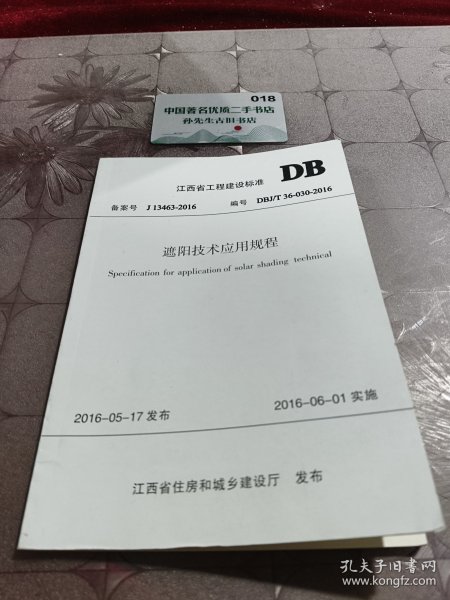 018
中国著名优质二手书店
孙先生古旧书店
DB
江西省工程建设标准
备案号 J 13463-2016 编号 DBJ/T 36-030-2016
遮阳技术应用规程
Specification for application of solar shading technical
2016-05-17 发布 2016-06-01 实施
江西省住房和城乡建设厅 发布
孔夫子旧书网
www.kongfz.com